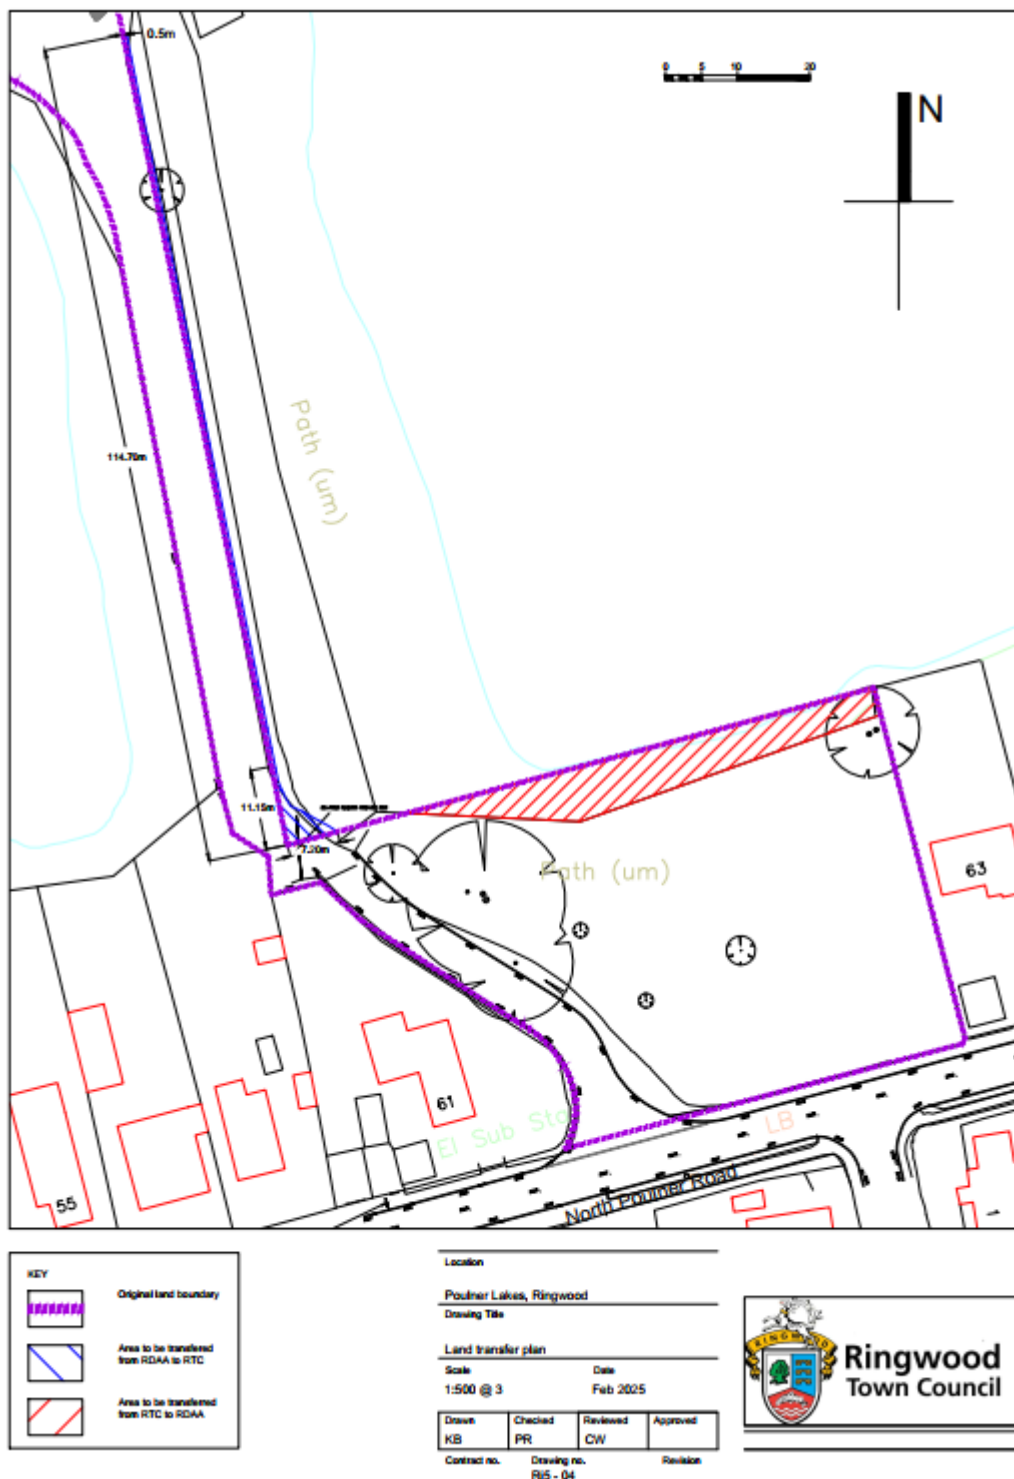 0.5m
0 5 10 20
N
Path (um)
114.70m
11.15m
7.20m
Path (um)
63
61
El Sub Sta
LB
55
North Poulner Road
KEY
Original land boundary
Area to be transferred
from RDAA to RTC
Area to be transferred
from RTC to RDAA
Location
Poulner Lakes, Ringwood
Drawing Title
Land transfer plan
Scale Date
1:500 @ 3 Feb 2025
Drawn Checked Reviewed Approved
KB PR CW
Contract no. Drawing no. Revision
RINGWOOD
Ringwood
Town Council